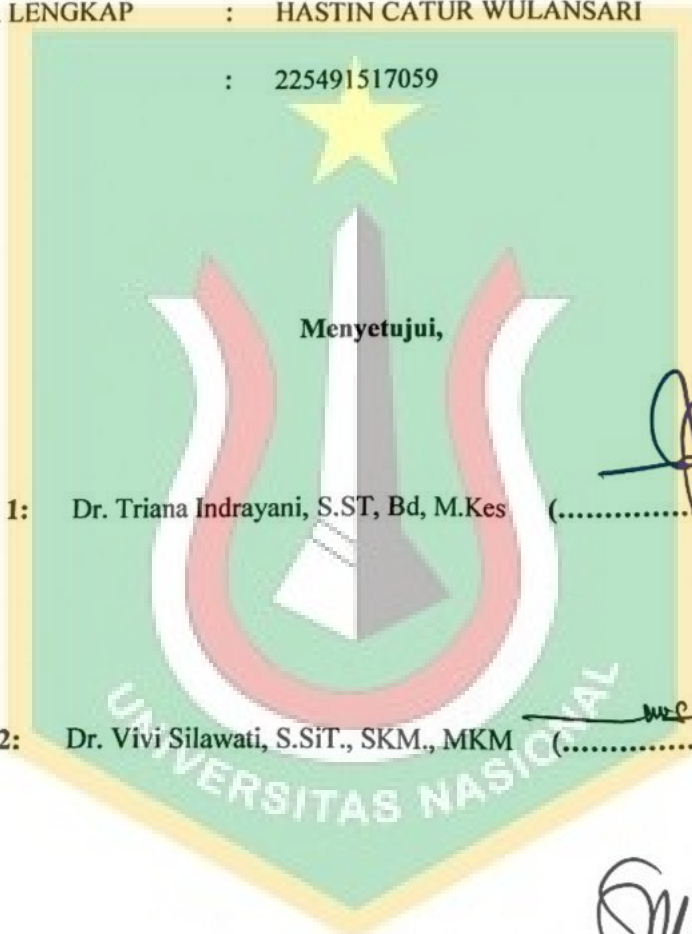 LENGKAP : HASTIN CATUR WULANSARI
: 225491517059
Menyetujui,
1: Dr. Triana Indrayani, S.ST, Bd, M.Kes (................
2: Dr. Vivi Silawati, S.SiT., SKM., MKM (................
UNIVERSITAS NASIONAL